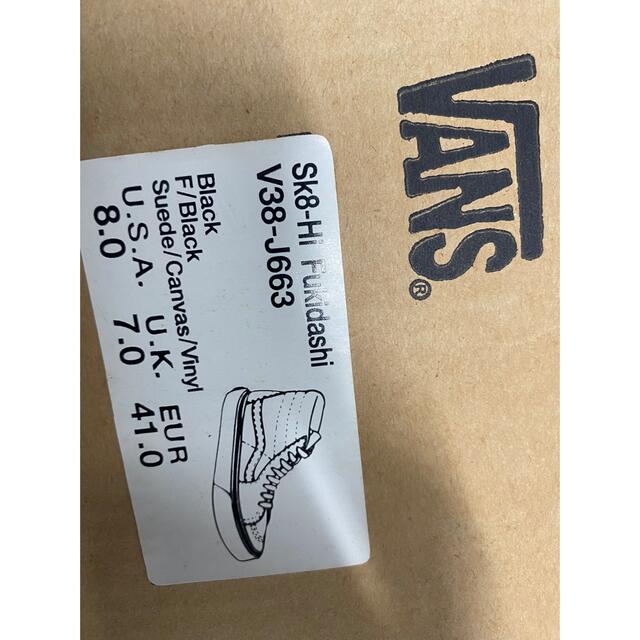 VANS®
Sk8-Hi Fukidashi
V38-J663
Black
F/Black
Suede/Canvas/Vinyl
U.S.A. U.K. EUR
8.0 7.0 41.0